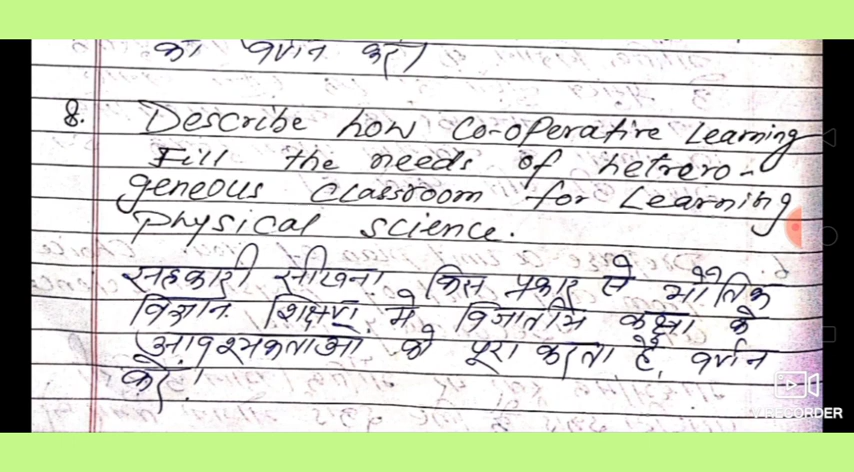 का वर्णन करो।
8. Describe how Co-operative Learning
Fill the needs of hetrero-
geneous classroom for Learning
Physical science.
सहकारी सीखना किस प्रकार से भौतिक
विज्ञान शिक्षण में विजातीय कक्षा के
आवश्यकताओं को पूरा करता है, वर्णन
करें।
V RECORDER